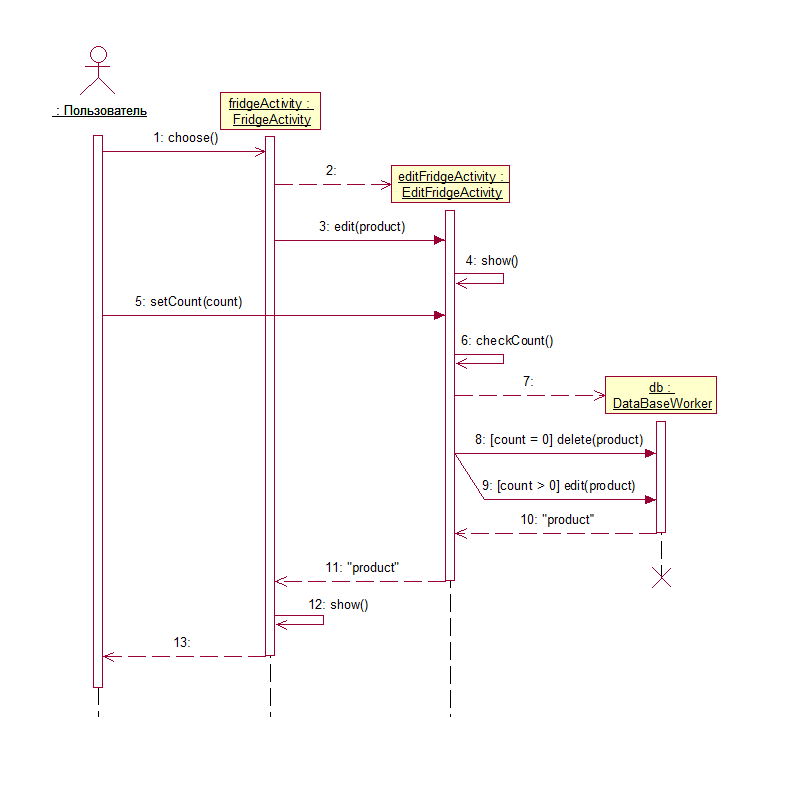 : Пользователь
fridgeActivity :
FridgeActivity
1: choose()
2:
editFridgeActivity :
EditFridgeActivity
3: edit(product)
4: show()
5: setCount(count)
6: checkCount()
7:
db :
DataBaseWorker
8: [count = 0] delete(product)
9: [count > 0] edit(product)
10: "product"
11: "product"
12: show()
13: